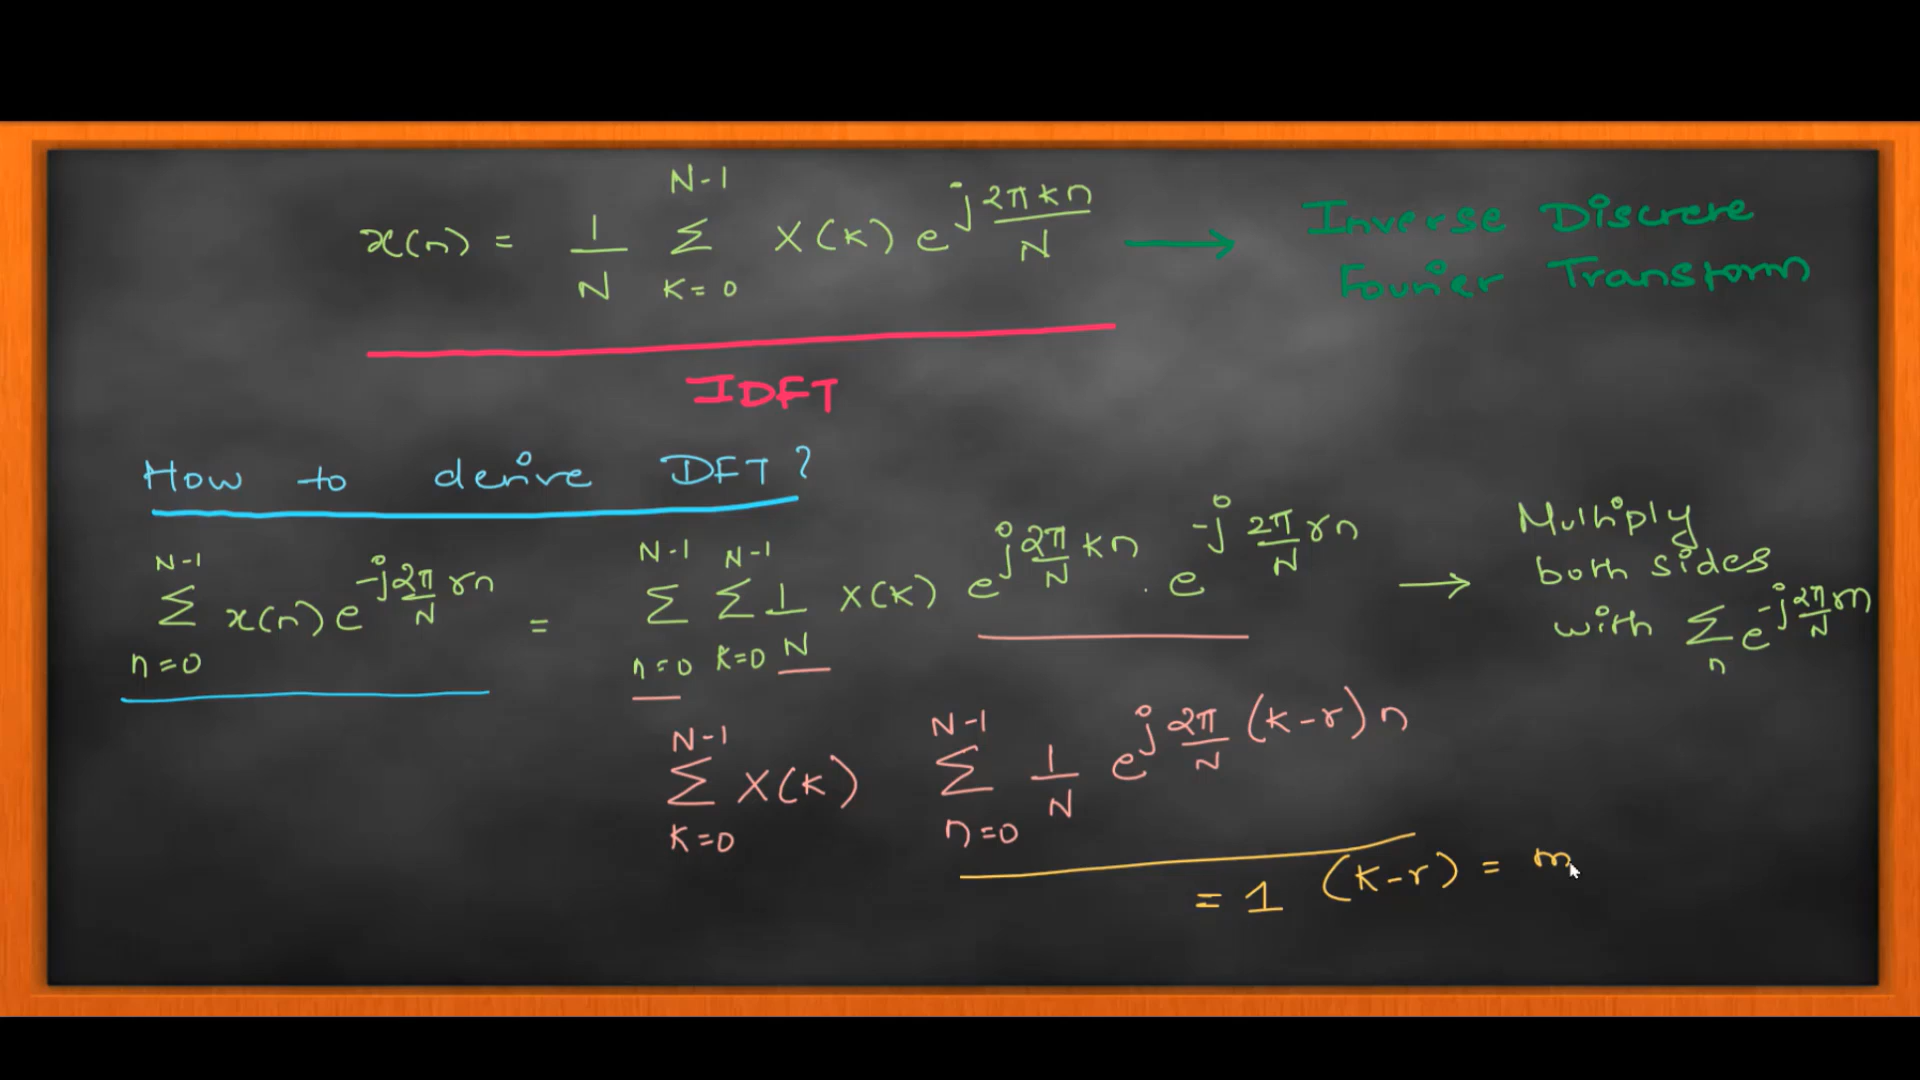 x(n) = 1/N Σ_{K=0}^{N-1} X(K) e^{j2πkn/N} →
Inverse Discrere
Fourier Transform
IDFT
How to derive DFT?
Σ_{n=0}^{N-1} x(n) e^{-j2π/N rn} = Σ_{n=0}^{N-1} Σ_{K=0}^{N-1} 1/N X(K) e^{j2π/N kn} . e^{-j2π/N rn} →
Multiply
both sides
with Σ_n e^{-j2π/N rn}
Σ_{K=0}^{N-1} X(K) Σ_{n=0}^{N-1} 1/N e^{j2π/N (k-r)n}
= 1 (k-r) = m